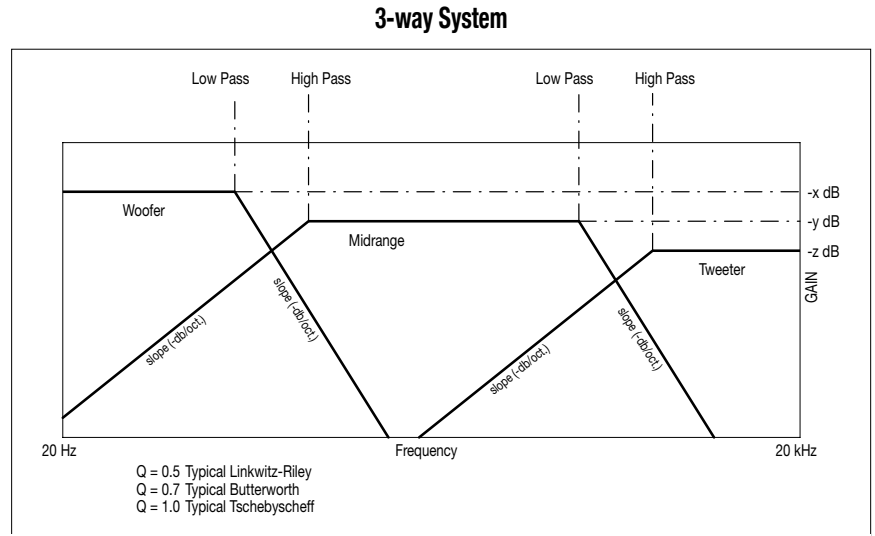 3-way System
Low Pass High Pass Low Pass High Pass
-x dB
Woofer
-y dB
Midrange
-z dB
Tweeter
GAIN
slope (-db/oct.)
slope (-db/oct.)
slope (-db/oct.)
slope (-db/oct.)
20 Hz Frequency 20 kHz
Q = 0.5 Typical Linkwitz-Riley
Q = 0.7 Typical Butterworth
Q = 1.0 Typical Tschebyscheff